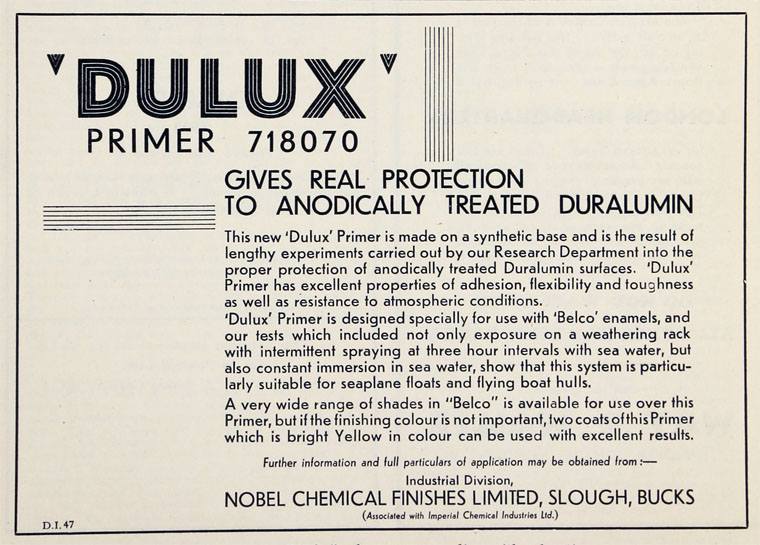 'DULUX'
PRIMER 718070
GIVES REAL PROTECTION
TO ANODICALLY TREATED DURALUMIN
This new 'Dulux' Primer is made on a synthetic base and is the result of
lengthy experiments carried out by our Research Department into the
proper protection of anodically treated Duralumin surfaces. 'Dulux'
Primer has excellent properties of adhesion, flexibility and toughness
as well as resistance to atmospheric conditions.
'Dulux' Primer is designed specially for use with 'Belco' enamels, and
our tests which included not only exposure on a weathering rack
with intermittent spraying at three hour intervals with sea water, but
also constant immersion in sea water, show that this system is particu-
larly suitable for seaplane floats and flying boat hulls.
A very wide range of shades in "Belco" is available for use over this
Primer, but if the finishing colour is not important, two coats of this Primer
which is bright Yellow in colour can be used with excellent results.
Further information and full particulars of application may be obtained from :—
Industrial Division,
NOBEL CHEMICAL FINISHES LIMITED, SLOUGH, BUCKS
(Associated with Imperial Chemical Industries Ltd.)
D.I. 47